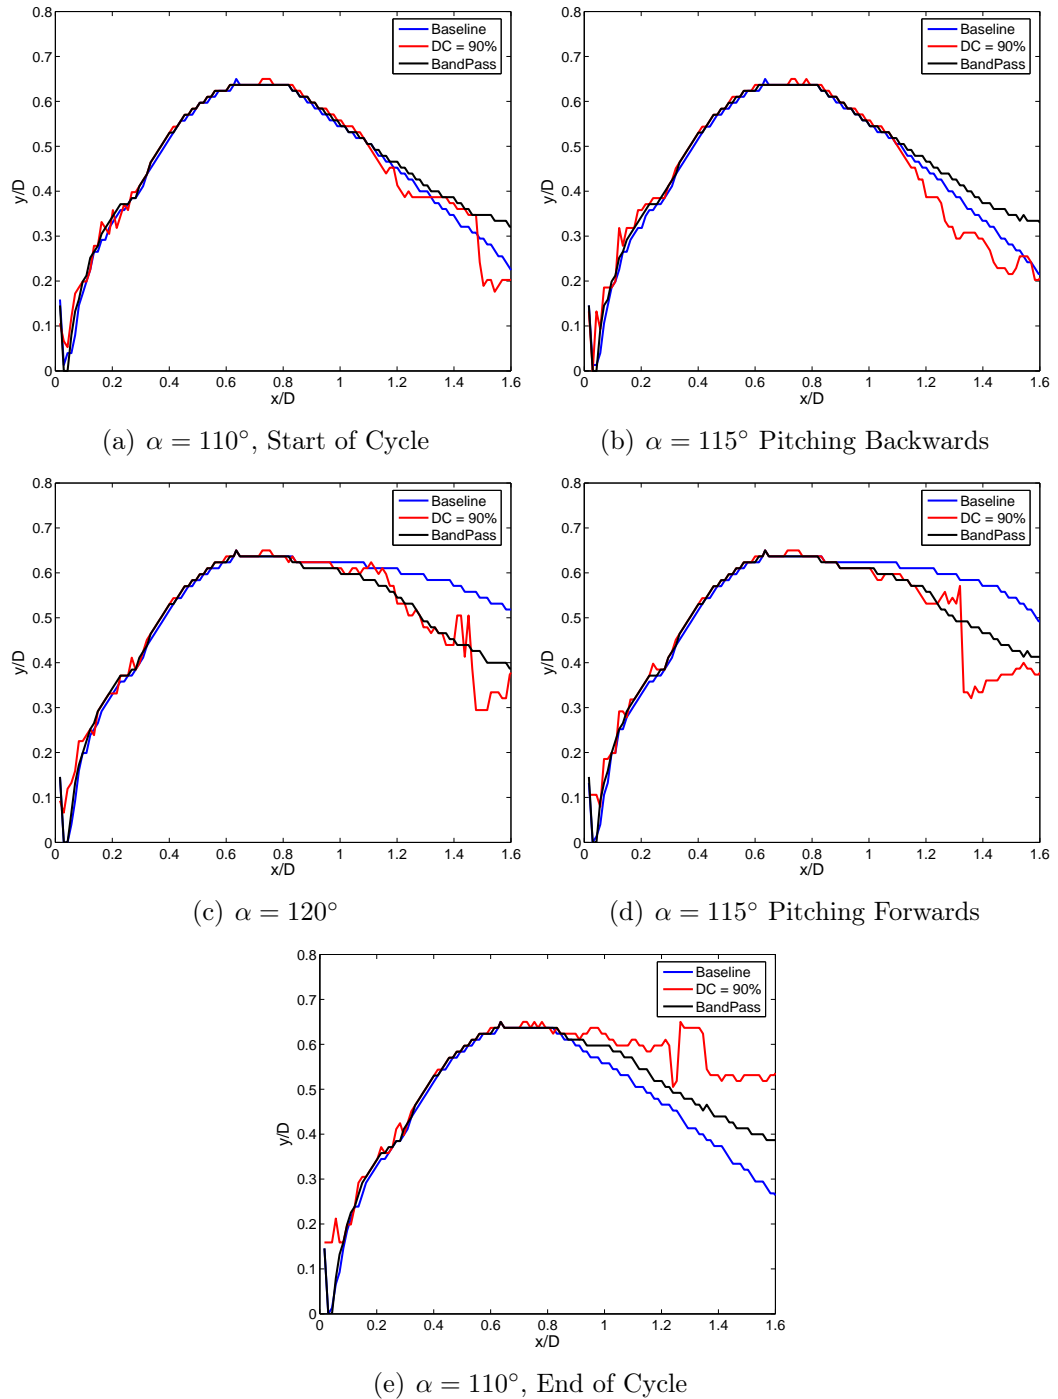 0.8
0.7
0.6
0.5
0.4
0.3
0.2
0.1
0
y/D
Baseline
DC = 90%
BandPass
0 0.2 0.4 0.6 0.8 1 1.2 1.4 1.6
x/D
(a) α = 110°, Start of Cycle
0.8
0.7
0.6
0.5
0.4
0.3
0.2
0.1
0
y/D
Baseline
DC = 90%
BandPass
0 0.2 0.4 0.6 0.8 1 1.2 1.4 1.6
x/D
(b) α = 115° Pitching Backwards
0.8
0.7
0.6
0.5
0.4
0.3
0.2
0.1
0
y/D
Baseline
DC = 90%
BandPass
0 0.2 0.4 0.6 0.8 1 1.2 1.4 1.6
x/D
(c) α = 120°
0.8
0.7
0.6
0.5
0.4
0.3
0.2
0.1
0
y/D
Baseline
DC = 90%
BandPass
0 0.2 0.4 0.6 0.8 1 1.2 1.4 1.6
x/D
(d) α = 115° Pitching Forwards
0.8
0.7
0.6
0.5
0.4
0.3
0.2
0.1
0
y/D
Baseline
DC = 90%
BandPass
0 0.2 0.4 0.6 0.8 1 1.2 1.4 1.6
x/D
(e) α = 110°, End of Cycle